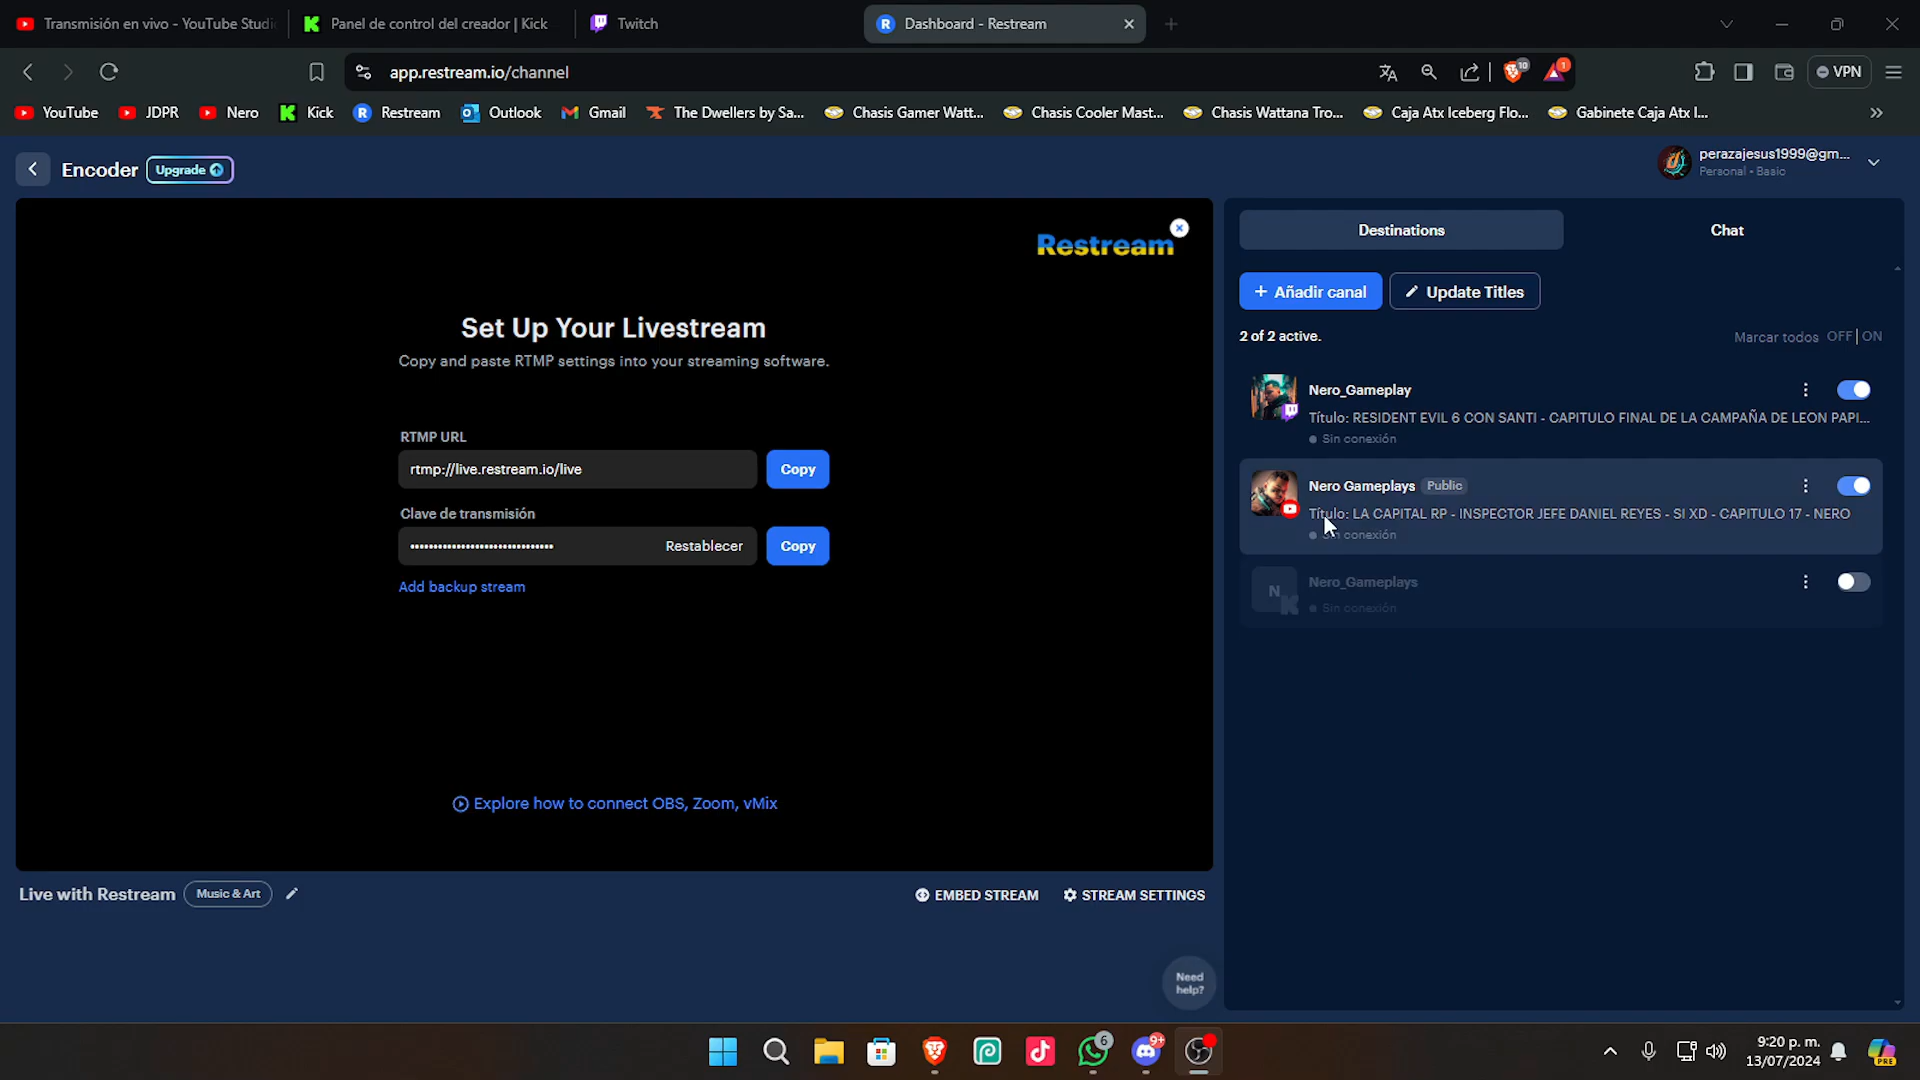 Transmisión en vivo - YouTube Studi
Panel de control del creador | Kick
Twitch
Dashboard - Restream
app.restream.io/channel
10
1
VPN
YouTube
JDPR
Nero
Kick
Restream
Outlook
Gmail
The Dwellers by Sa...
Chasis Gamer Watt...
Chasis Cooler Mast...
Chasis Wattana Tro...
Caja Atx Iceberg Flo...
Gabinete Caja Atx I...
Encoder
Upgrade
perazajesus1999@gm...
Personal • Basic
Restream
Set Up Your Livestream
Copy and paste RTMP settings into your streaming software.
RTMP URL
rtmp://live.restream.io/live
Copy
Clave de transmisión
Restablecer
Copy
Add backup stream
Explore how to connect OBS, Zoom, vMix
Live with Restream
Music & Art
EMBED STREAM
STREAM SETTINGS
Need
help?
Destinations
Chat
+ Añadir canal
Update Titles
2 of 2 active.
Marcar todos OFF | ON
Nero_Gameplay
Título: RESIDENT EVIL 6 CON SANTI - CAPITULO FINAL DE LA CAMPAÑA DE LEON PAPI...
Sin conexión
Nero Gameplays
Public
Título: LA CAPITAL RP - INSPECTOR JEFE DANIEL REYES - SI XD - CAPITULO 17 - NERO
Sin conexión
N
Nero_Gameplays
Sin conexión
6
9+
9:20 p. m.
13/07/2024
PRE